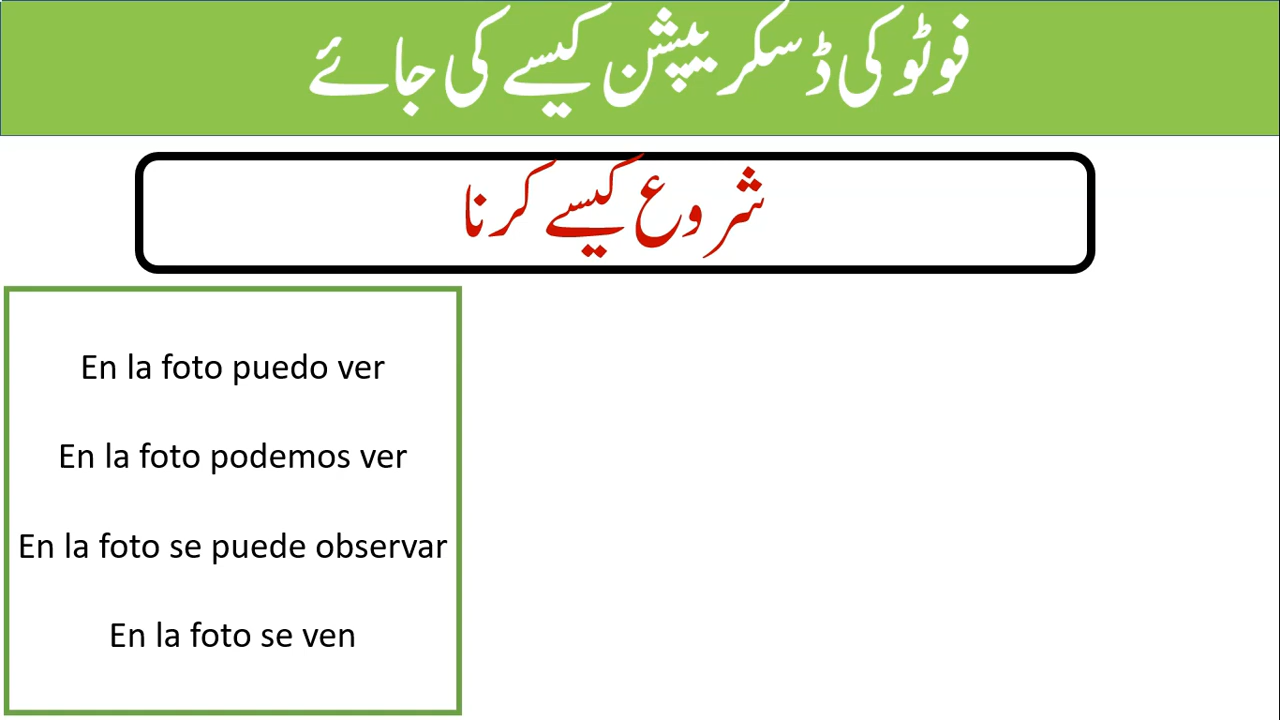 فوٹو کی ڈسکریپشن کیسے کی جائے
شروع کیسے کرنا
En la foto puedo ver
En la foto podemos ver
En la foto se puede observar
En la foto se ven